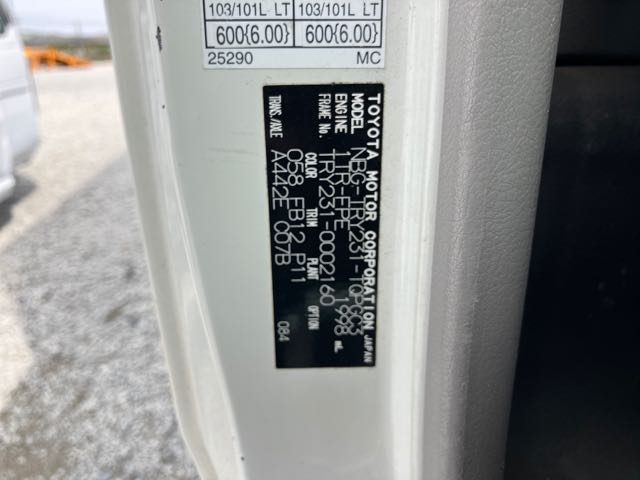 103/101L LT 103/101L LT
600{6.00} 600{6.00}
25290 MC
TOYOTA MOTOR CORPORATION JAPAN
MODEL NBG-TRY231-TQPGC3
ENGINE 1TR-FPE 1998 mL
FRAME No. TRY231-0002160
COLOR TRIM PLANT OPTION
058 FB12 P11
TRANS./AXLE A442E C07B 084